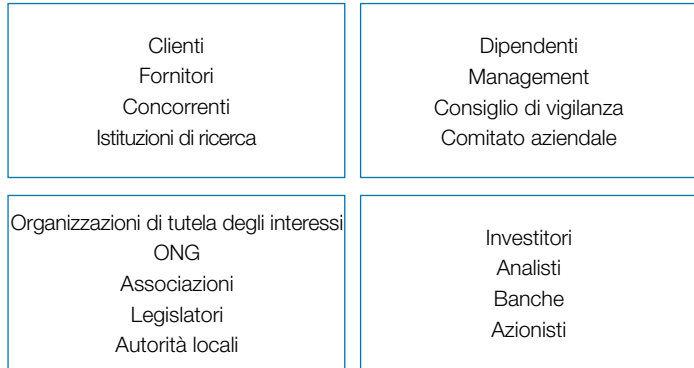 Clienti
Fornitori
Concorrenti
Istituzioni di ricerca
Dipendenti
Management
Consiglio di vigilanza
Comitato aziendale
Organizzazioni di tutela degli interessi
ONG
Associazioni
Legislatori
Autorità locali
Investitori
Analisti
Banche
Azionisti